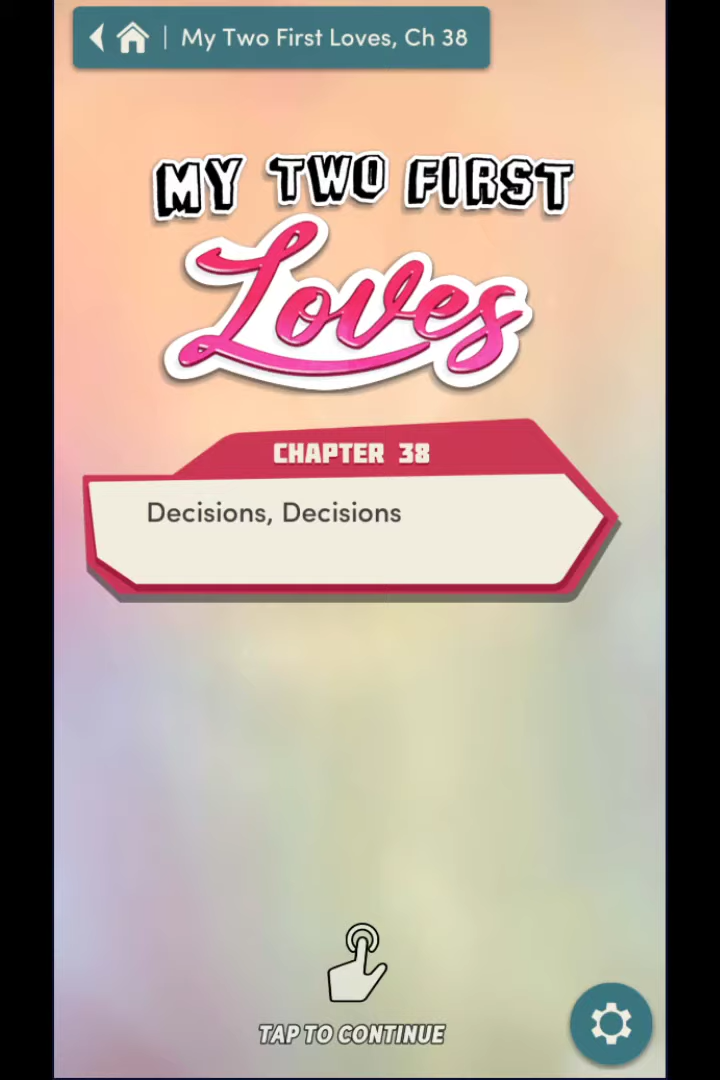 My Two First Loves, Ch 38
MY TWO FIRST
Loves
CHAPTER 38
Decisions, Decisions
TAP TO CONTINUE